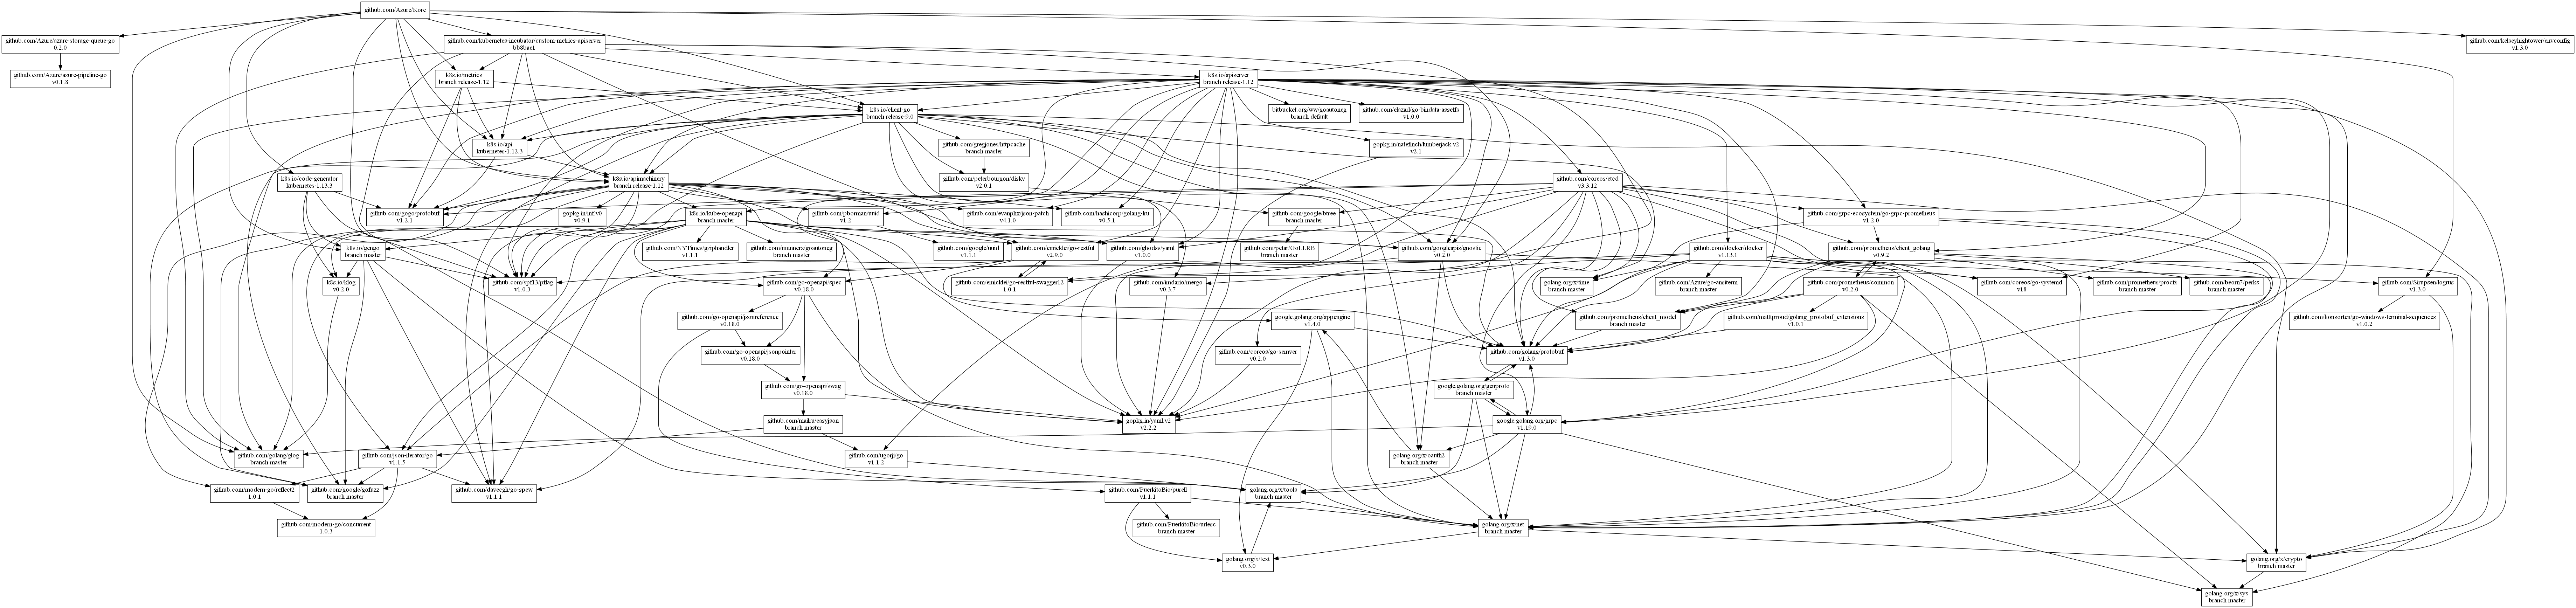 github.com/Azure/Kore
github.com/Azure/azure-storage-queue-go
0.2.0
github.com/kubernetes-incubator/custom-metrics-apiserver
bb8bae1
github.com/kelseyhightower/envconfig
v1.3.0
github.com/Azure/azure-pipeline-go
v0.1.8
k8s.io/metrics
branch release-1.12
k8s.io/apiserver
branch release-1.12
k8s.io/client-go
branch release-9.0
bitbucket.org/ww/goautoneg
branch default
github.com/elazarl/go-bindata-assetfs
v1.0.0
k8s.io/api
kubernetes-1.12.3
github.com/gregjones/httpcache
branch master
gopkg.in/natefinch/lumberjack.v2
v2.1
k8s.io/code-generator
kubernetes-1.13.3
k8s.io/apimachinery
branch release-1.12
github.com/peterbourgon/diskv
v2.0.1
github.com/coreos/etcd
v3.3.12
github.com/gogo/protobuf
v1.2.1
gopkg.in/inf.v0
v0.9.1
k8s.io/kube-openapi
branch master
github.com/pborman/uuid
v1.2
github.com/evanphx/json-patch
v4.1.0
github.com/hashicorp/golang-lru
v0.5.1
github.com/google/btree
branch master
github.com/grpc-ecosystem/go-grpc-prometheus
v1.2.0
k8s.io/gengo
branch master
github.com/NYTimes/gziphandler
v1.1.1
github.com/munnerz/goautoneg
branch master
github.com/google/uuid
v1.1.1
github.com/emicklei/go-restful
v2.9.0
github.com/ghodss/yaml
v1.0.0
github.com/petar/GoLLRB
branch master
github.com/googleapis/gnostic
v0.2.0
github.com/docker/docker
v1.13.1
github.com/prometheus/client_golang
v0.9.2
k8s.io/klog
v0.2.0
github.com/spf13/pflag
v1.0.3
github.com/go-openapi/spec
v0.18.0
github.com/emicklei/go-restful-swagger12
1.0.1
github.com/imdario/mergo
v0.3.7
golang.org/x/time
branch master
github.com/Azure/go-ansiterm
branch master
github.com/prometheus/common
v0.2.0
github.com/coreos/go-systemd
v18
github.com/prometheus/procfs
branch master
github.com/beorn7/perks
branch master
github.com/Sirupsen/logrus
v1.3.0
github.com/go-openapi/jsonreference
v0.18.0
google.golang.org/appengine
v1.4.0
github.com/prometheus/client_model
branch master
github.com/matttproud/golang_protobuf_extensions
v1.0.1
github.com/konsorten/go-windows-terminal-sequences
v1.0.2
github.com/go-openapi/jsonpointer
v0.18.0
github.com/coreos/go-semver
v0.2.0
github.com/golang/protobuf
v1.3.0
github.com/go-openapi/swag
v0.18.0
google.golang.org/genproto
branch master
github.com/mailru/easyjson
branch master
gopkg.in/yaml.v2
v2.2.2
google.golang.org/grpc
v1.19.0
github.com/golang/glog
branch master
github.com/json-iterator/go
v1.1.5
github.com/ugorji/go
v1.1.2
golang.org/x/oauth2
branch master
github.com/modern-go/reflect2
1.0.1
github.com/google/gofuzz
branch master
github.com/davecgh/go-spew
v1.1.1
github.com/PuerkitoBio/purell
v1.1.1
golang.org/x/tools
branch master
github.com/modern-go/concurrent
1.0.3
github.com/PuerkitoBio/urlesc
branch master
golang.org/x/net
branch master
golang.org/x/text
v0.3.0
golang.org/x/crypto
branch master
golang.org/x/sys
branch master